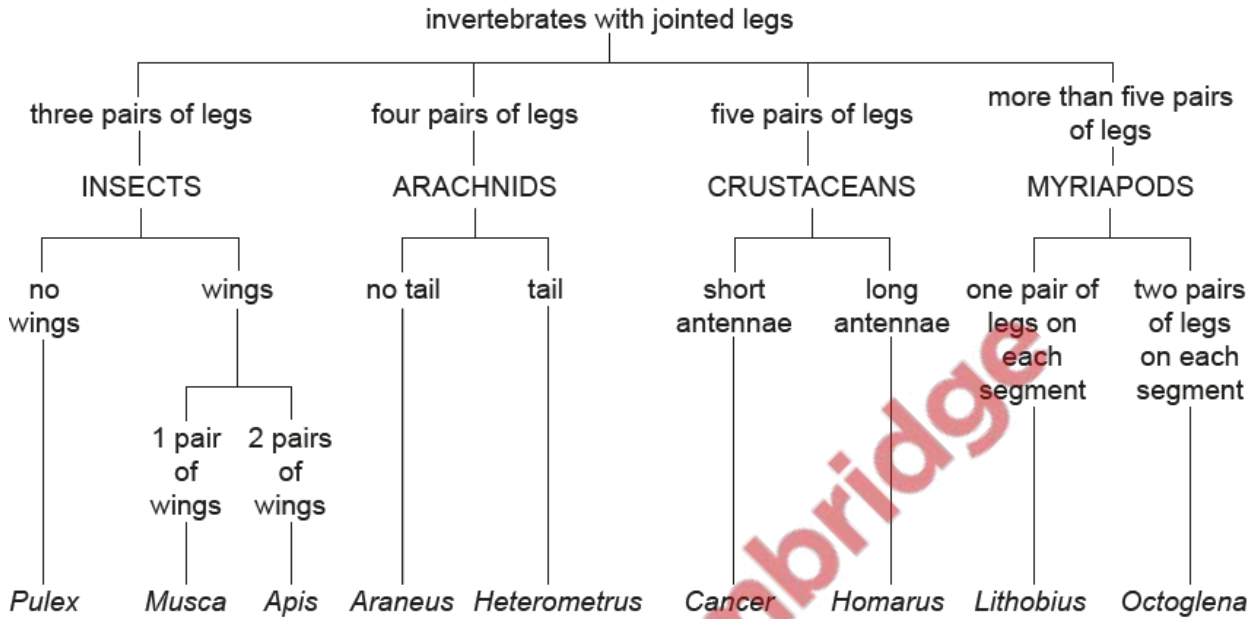 invertebrates with jointed legs
three pairs of legs
four pairs of legs
five pairs of legs
more than five pairs
of legs
INSECTS
ARACHNIDS
CRUSTACEANS
MYRIAPODS
no
wings
wings
no tail
tail
short
antennae
long
antennae
one pair of
legs on
each
segment
two pairs
of legs
on each
segment
1 pair
of
wings
2 pairs
of
wings
Pulex
Musca
Apis
Araneus
Heterometrus
Cancer
Homarus
Lithobius
Octoglena
mbridge